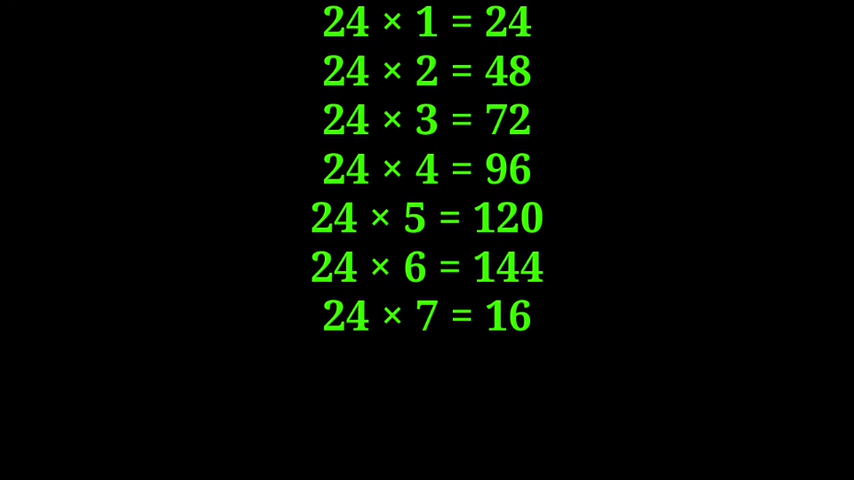 24 × 1 = 24
24 × 2 = 48
24 × 3 = 72
24 × 4 = 96
24 × 5 = 120
24 × 6 = 144
24 × 7 = 16